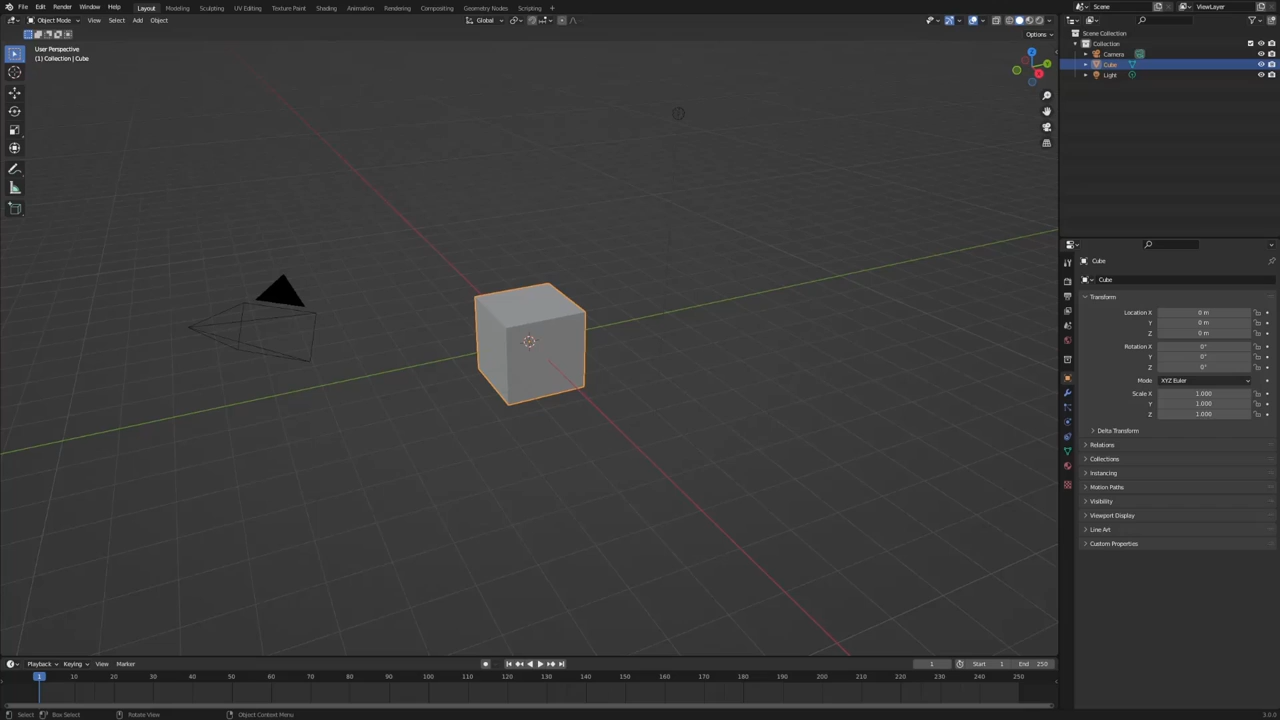 File Edit Render Window Help Layout Modeling Sculpting UV Editing Texture Paint Shading Animation Rendering Compositing Geometry Nodes Scripting Scene ViewLayer
Object Mode View Select Add Object Global
Options
User Perspective
(1) Collection | Cube
Scene Collection
Collection
Camera
Cube
Light
Cube
Cube
Transform
Location X 0 m
Y 0 m
Z 0 m
Rotation X 0°
Y 0°
Z 0°
Mode XYZ Euler
Scale X 1.000
Y 1.000
Z 1.000
Delta Transform
Relations
Collections
Instancing
Motion Paths
Visibility
Viewport Display
Line Art
Custom Properties
Playback Keying View Marker 1 Start 1 End 250
1 10 20 30 40 50 60 70 80 90 100 110 120 130 140 150 160 170 180 190 200 210 220 230 240 250
Select Box Select Rotate View Object Context Menu 3.0.0